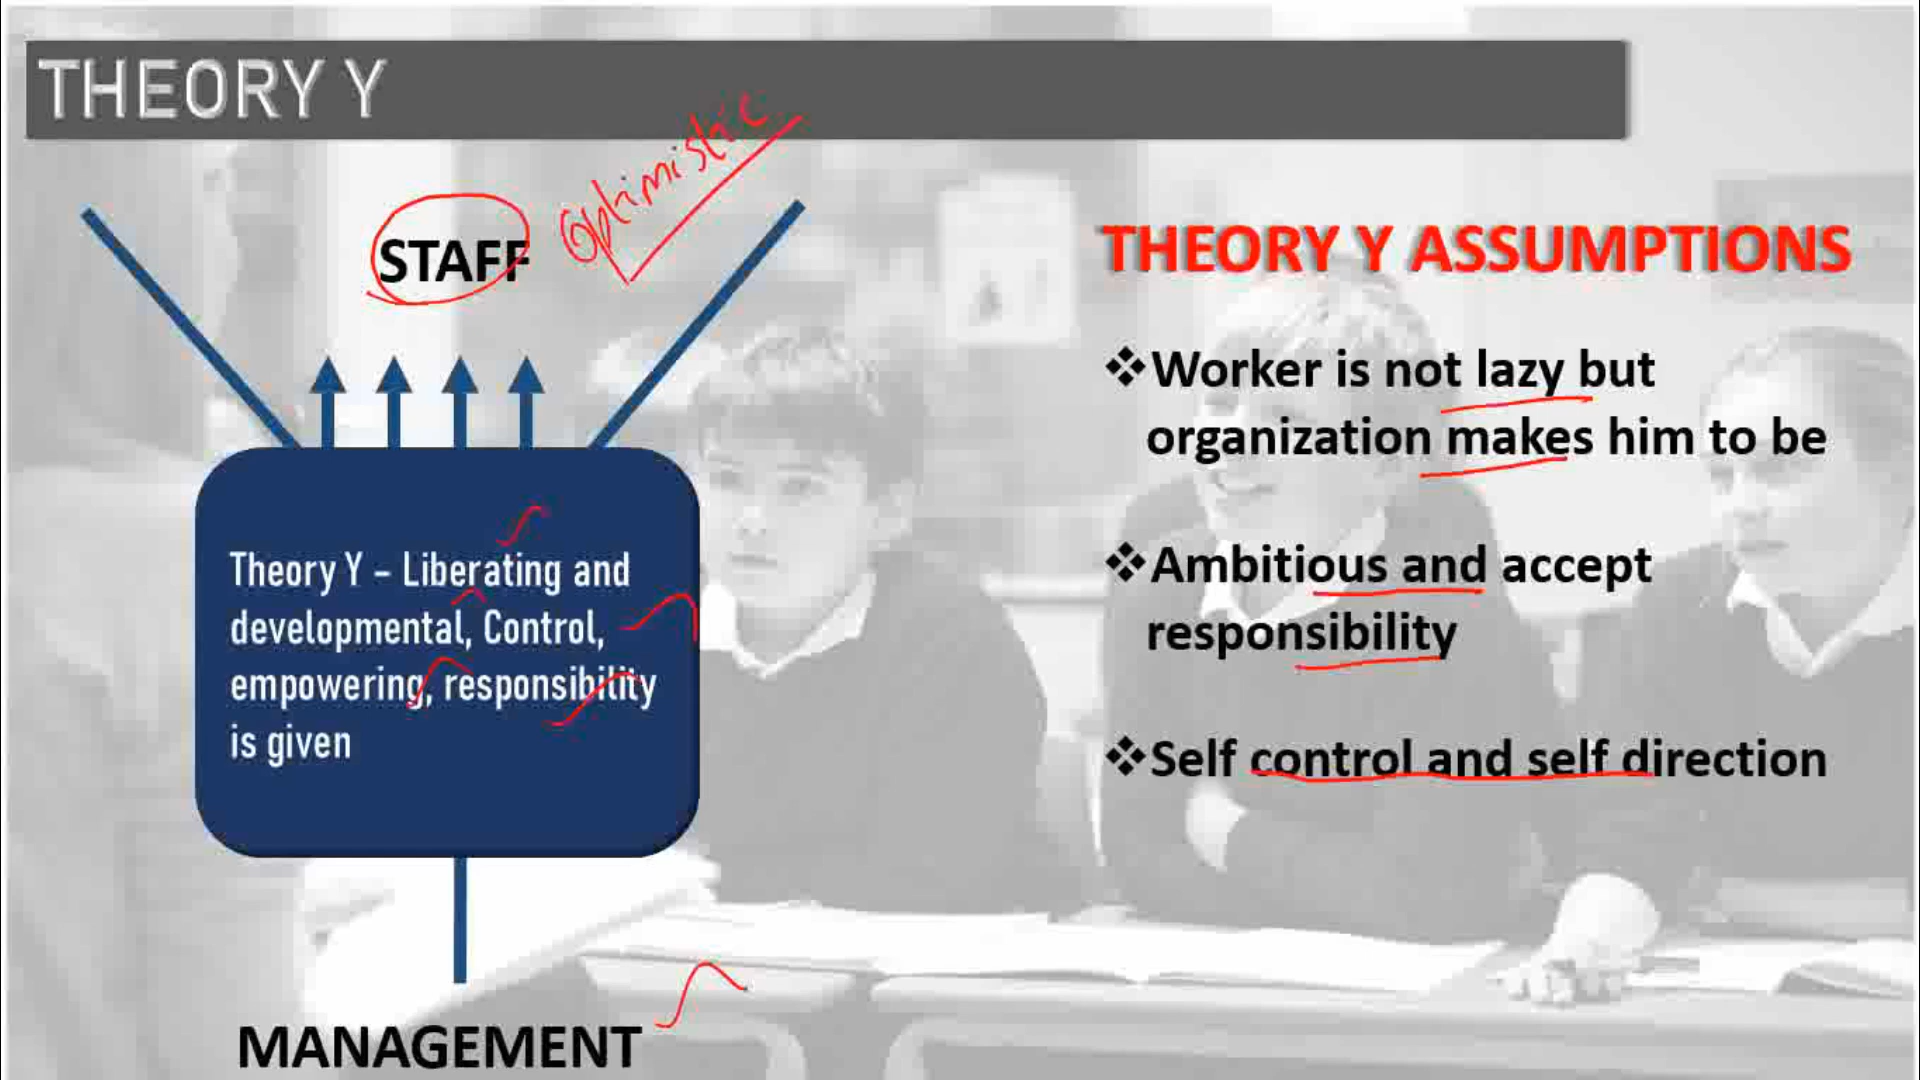 THEORY Y
STAFF
Optimistic
Theory Y – Liberating and
developmental, Control,
empowering, responsibility
is given
MANAGEMENT
THEORY Y ASSUMPTIONS
❖Worker is not lazy but
organization makes him to be
❖Ambitious and accept
responsibility
❖Self control and self direction